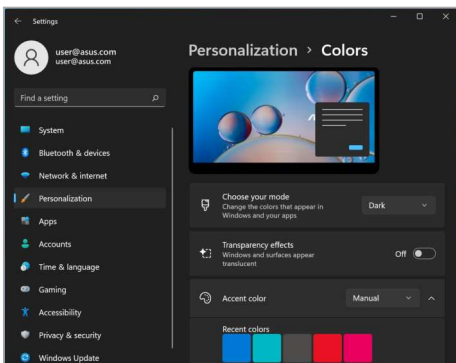 Settings
user@asus.com
user@asus.com
Find a setting
System
Bluetooth & devices
Network & internet
Personalization
Apps
Accounts
Time & language
Gaming
Accessibility
Privacy & security
Windows Update
Personalization > Colors
Choose your mode
Change the colors that appear in
Windows and your apps
Dark
Transparency effects
Windows and surfaces appear
translucent
Off
Accent color
Manual
Recent colors